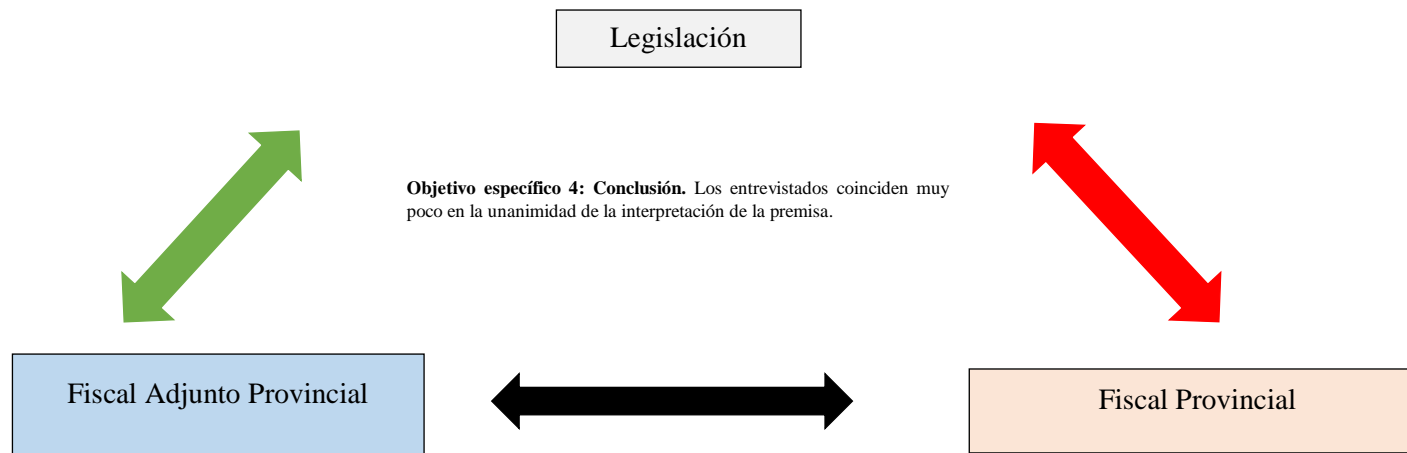 Legislación
Objetivo específico 4: Conclusión. Los entrevistados coinciden muy
poco en la unanimidad de la interpretación de la premisa.
Fiscal Adjunto Provincial
Fiscal Provincial